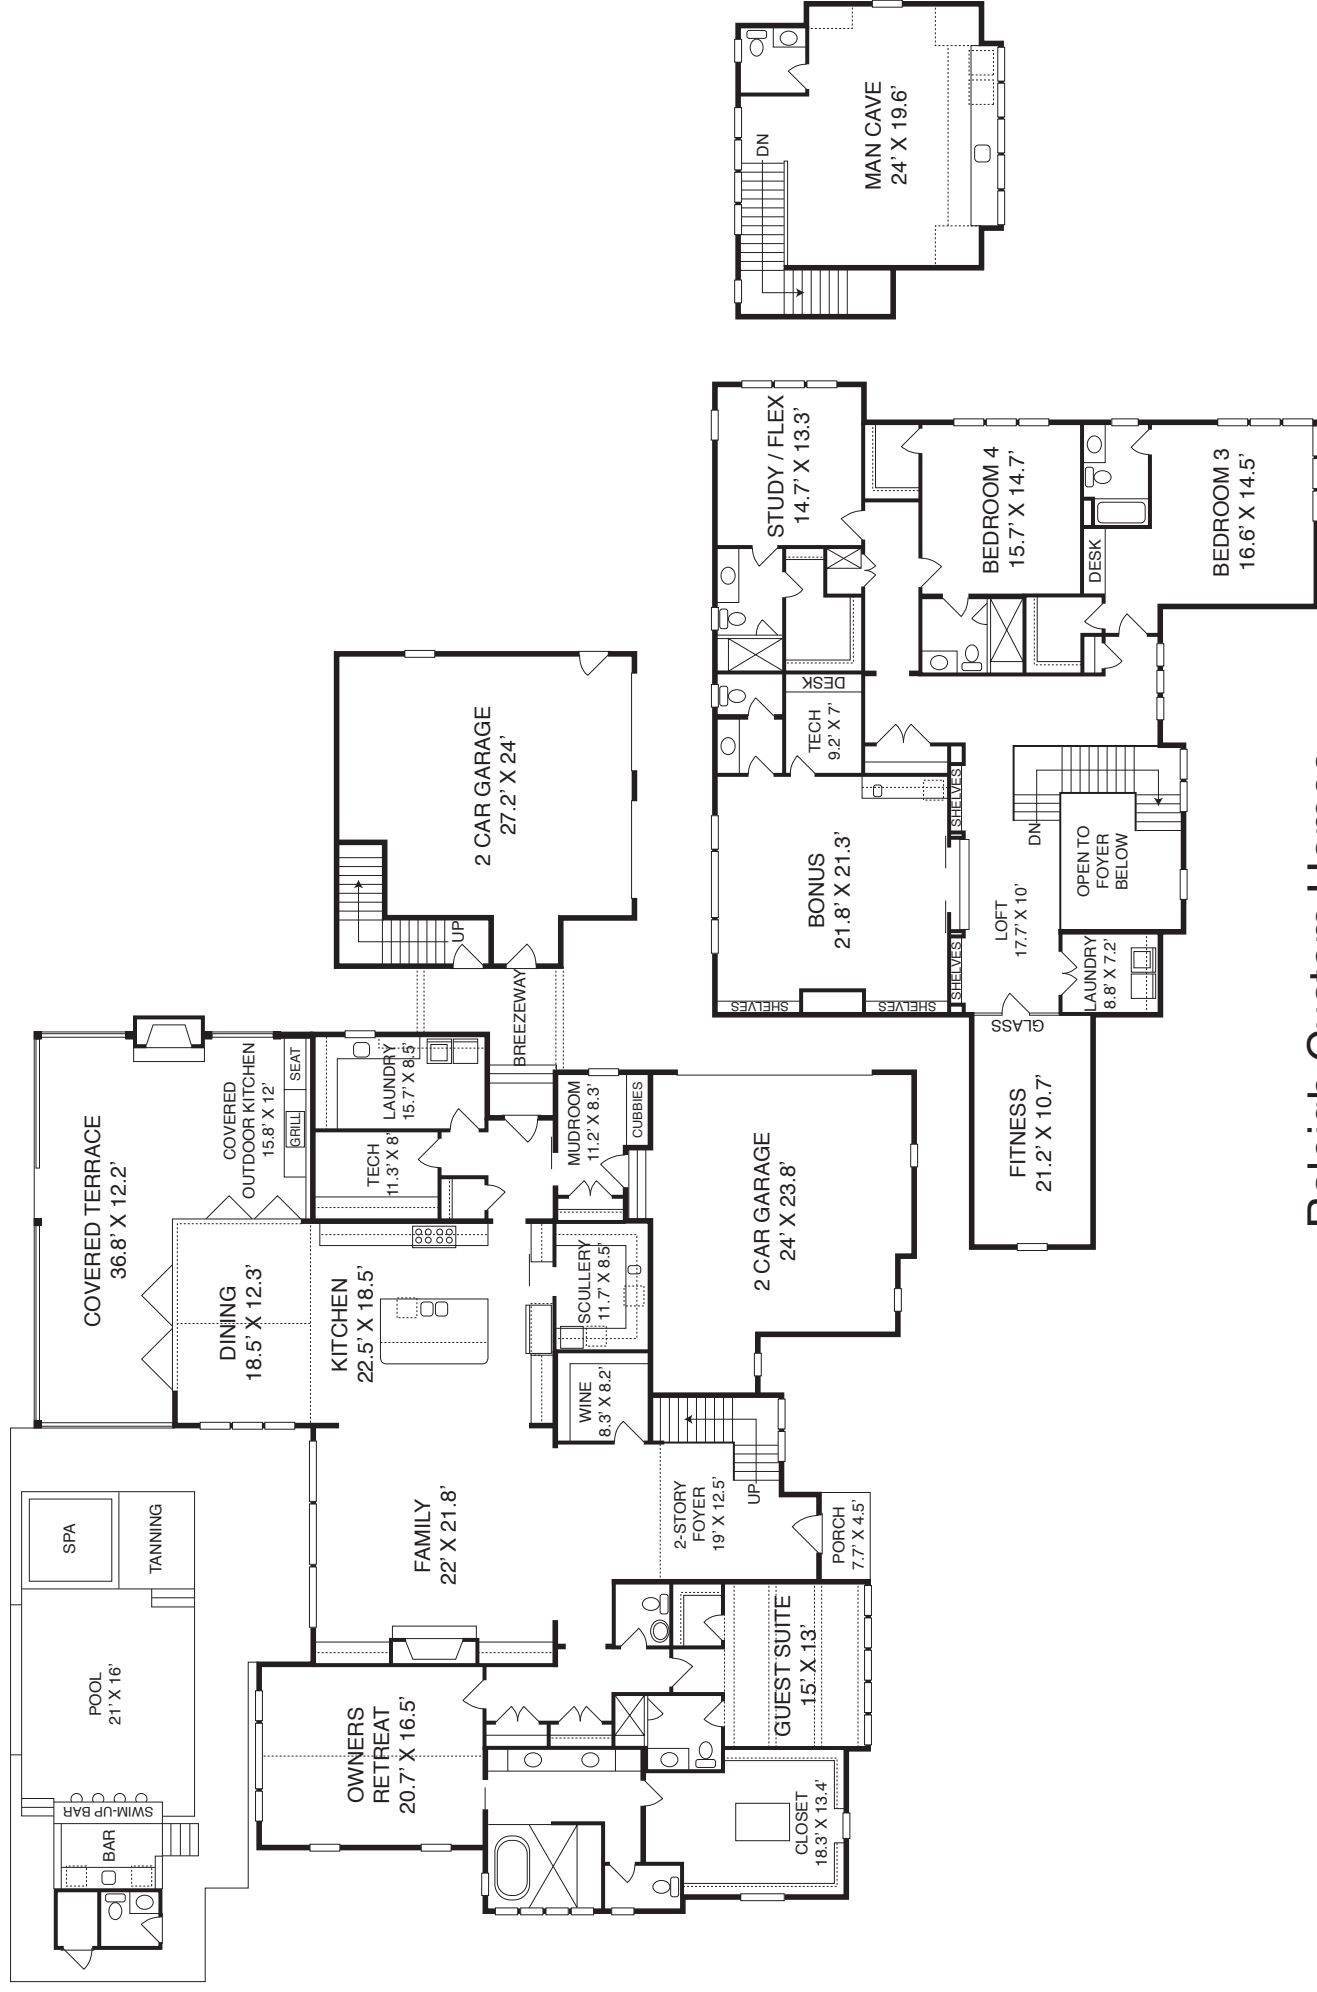 COVERED TERRACE
36.8’ X 12.2’
COVERED
OUTDOOR KITCHEN
15.8’ X 12’
SEAT
GRILL
DINING
18.5’ X 12.3’
KITCHEN
22.5’ X 18.5’
LAUNDRY
15.7’ X 8.5’
TECH
11.3’ X 8’
BREEZEWAY
MUDROOM
11.2’ X 8.3’
CUBBIES
SCULLERY
11.7’ X 8.5’
WINE
8.3’ X 8.2’
2 CAR GARAGE
24’ X 23.8’
2 CAR GARAGE
27.2’ X 24’
UP
SPA
TANNING
POOL
21’ X 16’
SWIM-UP BAR
BAR
FAMILY
22’ X 21.8’
2-STORY
FOYER
19’ X 12.5’
UP
PORCH
7.7’ X 4.5’
OWNERS
RETREAT
20.7’ X 16.5’
GUEST SUITE
15’ X 13’
CLOSET
18.3’ X 13.4’
MAN CAVE
24’ X 19.6’
DN
STUDY / FLEX
14.7’ X 13.3’
BEDROOM 4
15.7’ X 14.7’
DESK
BEDROOM 3
16.6’ X 14.5’
TECH
9.2’ X 7’
DESK
BONUS
21.8’ X 21.3’
SHELVES
SHELVES
SHELVES
SHELVES
LOFT
17.7’ X 10’
DN
OPEN TO
FOYER
BELOW
LAUNDRY
8.8’ X 7.2’
GLASS
FITNESS
21.2’ X 10.7’
Raleigh Custom Homes